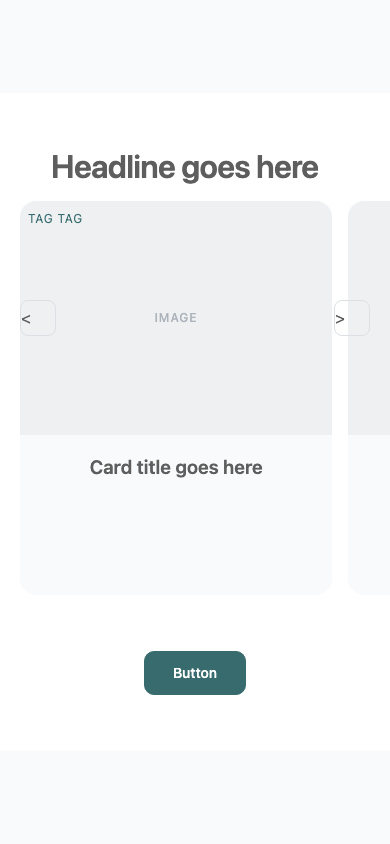 Headline goes here
TAG TAG
<
IMAGE
>
Card title goes here
Button